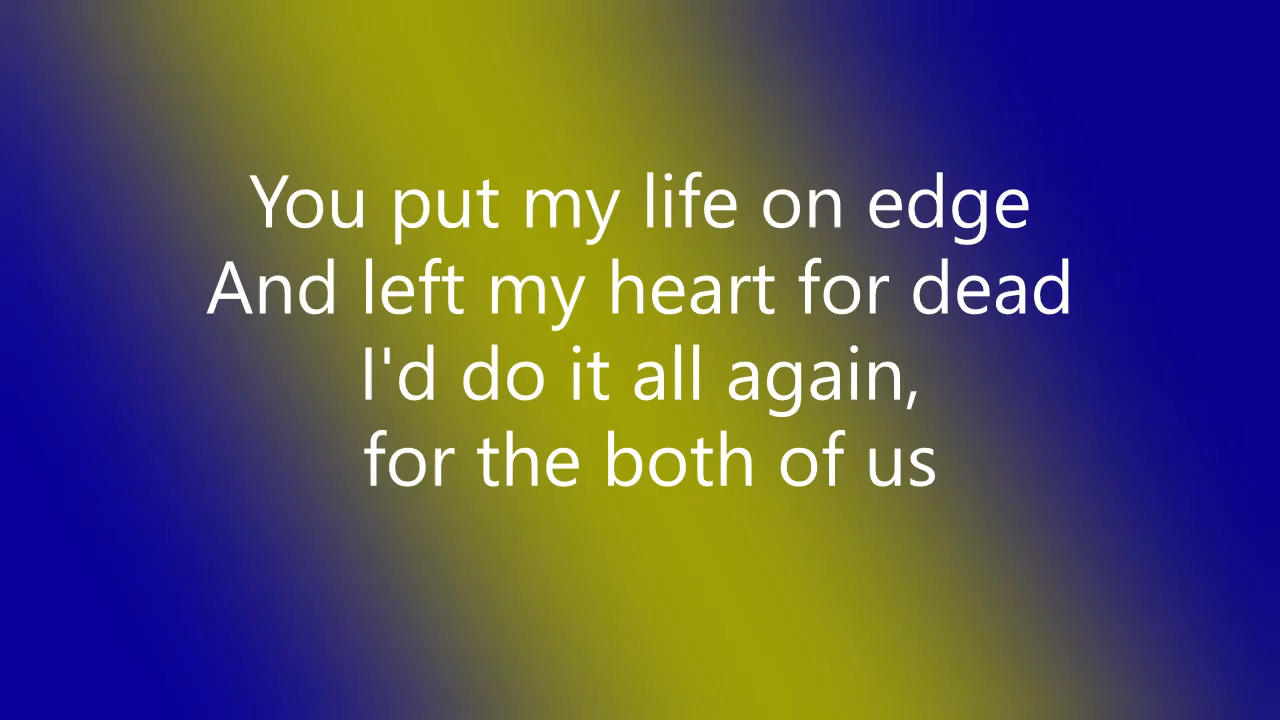 You put my life on edge
And left my heart for dead
I'd do it all again,
for the both of us